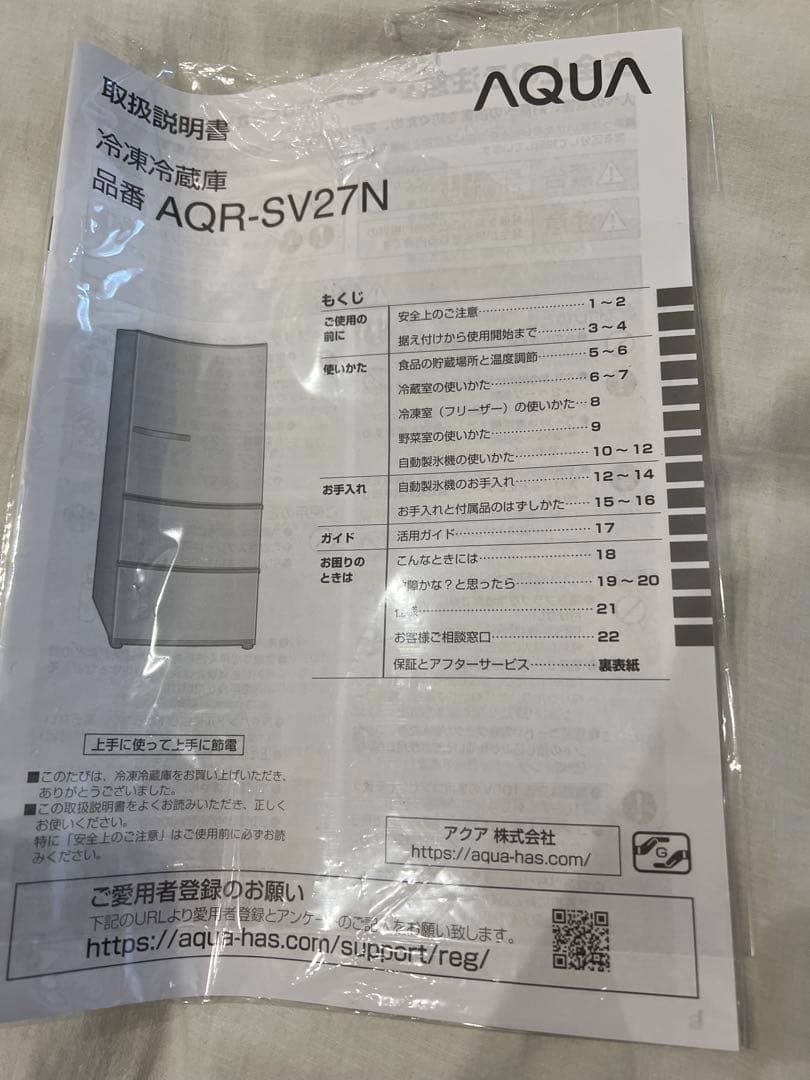 AQUA
取扱説明書
冷凍冷蔵庫
品番 AQR-SV27N
もくじ
ご使用の前に
安全上のご注意 1～2
据え付けから使用開始まで 3～4
使いかた
食品の貯蔵場所と温度調節 5～6
冷蔵室の使いかた 6～7
冷凍室（フリーザー）の使いかた 8
野菜室の使いかた 9
自動製氷機の使いかた 10～12
お手入れ
自動製氷機のお手入れ 12～14
お手入れと付属品のはずしかた 15～16
ガイド
活用ガイド 17
お困りのときは
こんなときには 18
故障かな？と思ったら 19～20
仕様 21
お客様ご相談窓口 22
保証とアフターサービス 裏表紙
上手に使って上手に節電
■このたびは、冷凍冷蔵庫をお買い上げいただき、
ありがとうございました。
■この取扱説明書をよくお読みいただき、正しく
お使いください。
特に「安全上のご注意」はご使用前に必ずお読
みください。
アクア 株式会社
https://aqua-has.com/
G
ご愛用者登録のお願い
下記のURLより愛用者登録とアンケートのご記入をお願い致します。
https://aqua-has.com/support/reg/